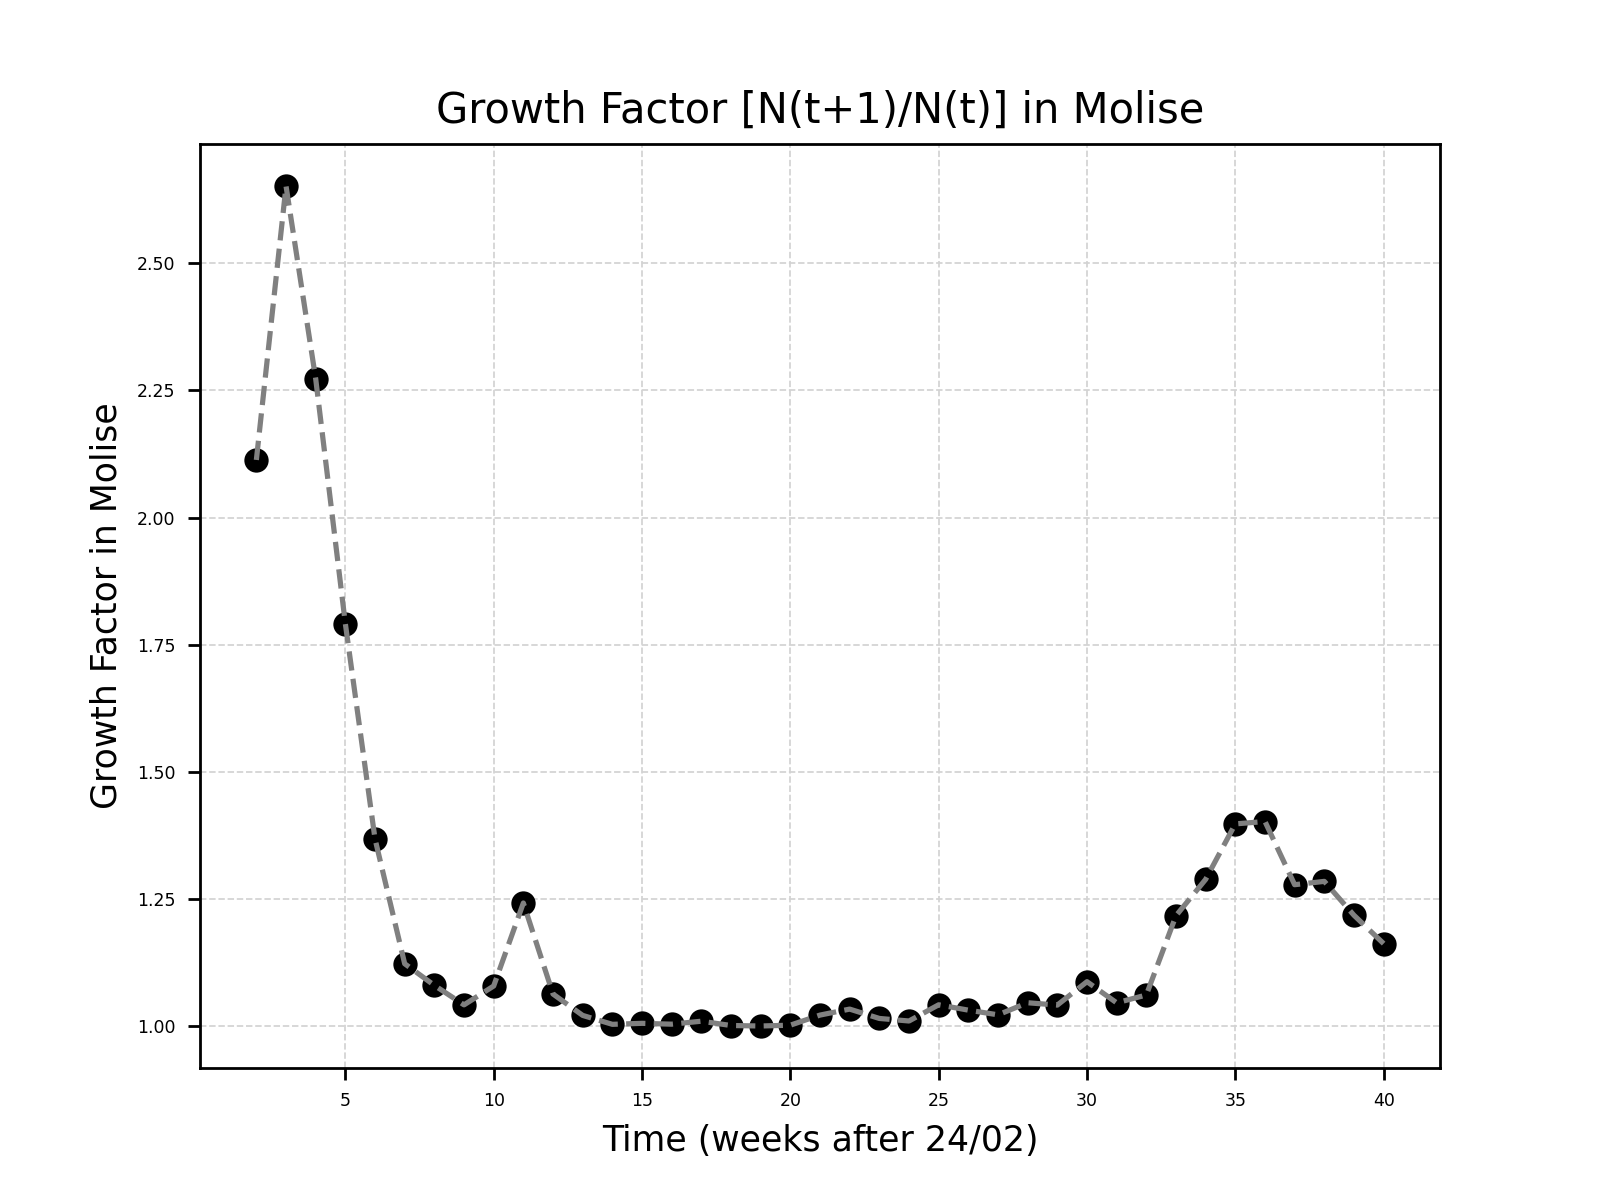 Growth Factor [N(t+1)/N(t)] in Molise
Growth Factor in Molise
2.50
2.25
2.00
1.75
1.50
1.25
1.00
5 10 15 20 25 30 35 40
Time (weeks after 24/02)